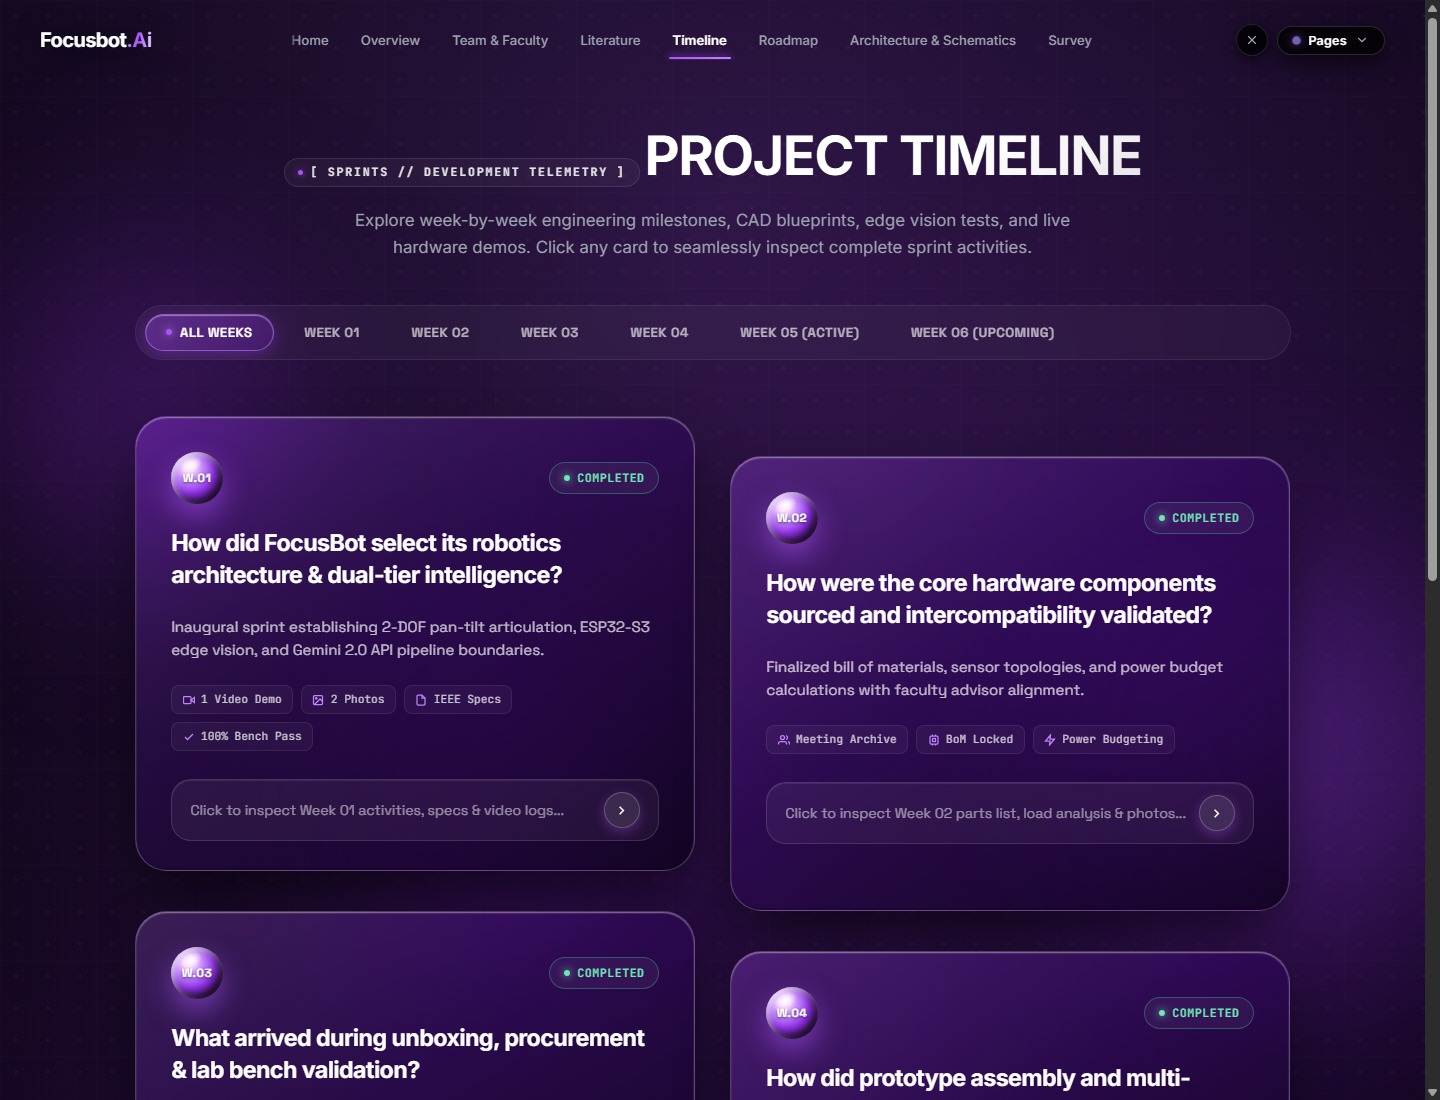 Focusbot.Ai
Home
Overview
Team & Faculty
Literature
Timeline
Roadmap
Architecture & Schematics
Survey
Pages
[ SPRINTS // DEVELOPMENT TELEMETRY ]
PROJECT TIMELINE
Explore week-by-week engineering milestones, CAD blueprints, edge vision tests, and live
hardware demos. Click any card to seamlessly inspect complete sprint activities.
ALL WEEKS
WEEK 01
WEEK 02
WEEK 03
WEEK 04
WEEK 05 (ACTIVE)
WEEK 06 (UPCOMING)
W.01
COMPLETED
How did FocusBot select its robotics
architecture & dual-tier intelligence?
Inaugural sprint establishing 2-DOF pan-tilt articulation, ESP32-S3
edge vision, and Gemini 2.0 API pipeline boundaries.
1 Video Demo
2 Photos
IEEE Specs
100% Bench Pass
Click to inspect Week 01 activities, specs & video logs...
W.02
COMPLETED
How were the core hardware components
sourced and intercompatibility validated?
Finalized bill of materials, sensor topologies, and power budget
calculations with faculty advisor alignment.
Meeting Archive
BoM Locked
Power Budgeting
Click to inspect Week 02 parts list, load analysis & photos...
W.03
COMPLETED
What arrived during unboxing, procurement
& lab bench validation?
W.04
COMPLETED
How did prototype assembly and multi-